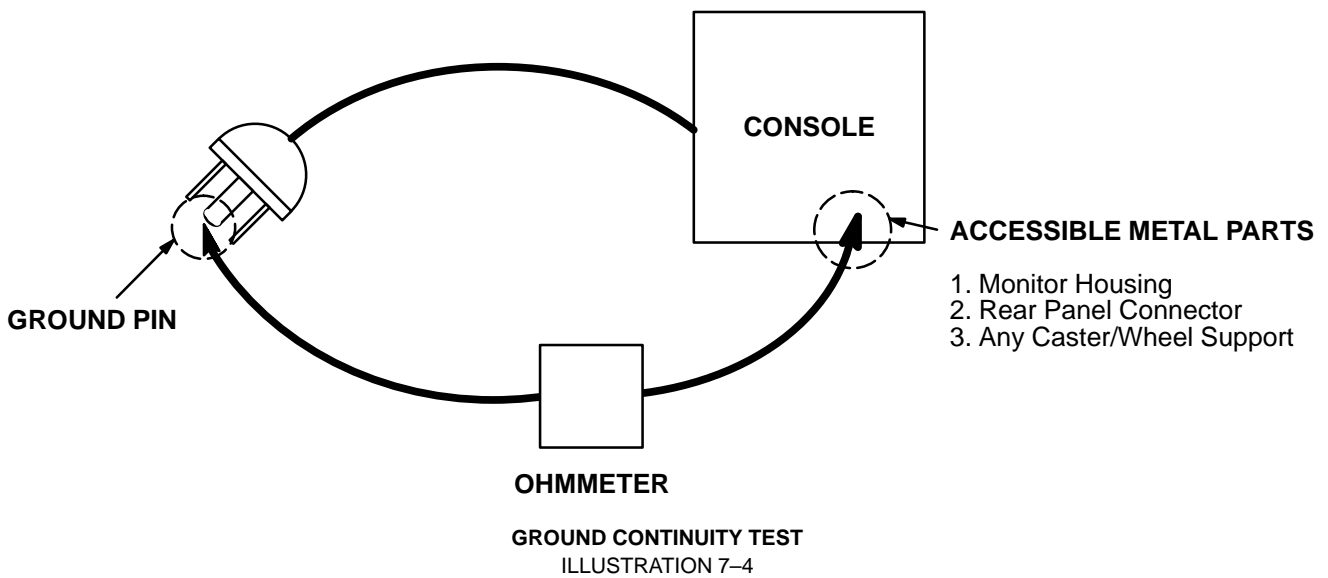 CONSOLE
ACCESSIBLE METAL PARTS
1. Monitor Housing
2. Rear Panel Connector
3. Any Caster/Wheel Support
GROUND PIN
OHMMETER
GROUND CONTINUITY TEST
ILLUSTRATION 7–4